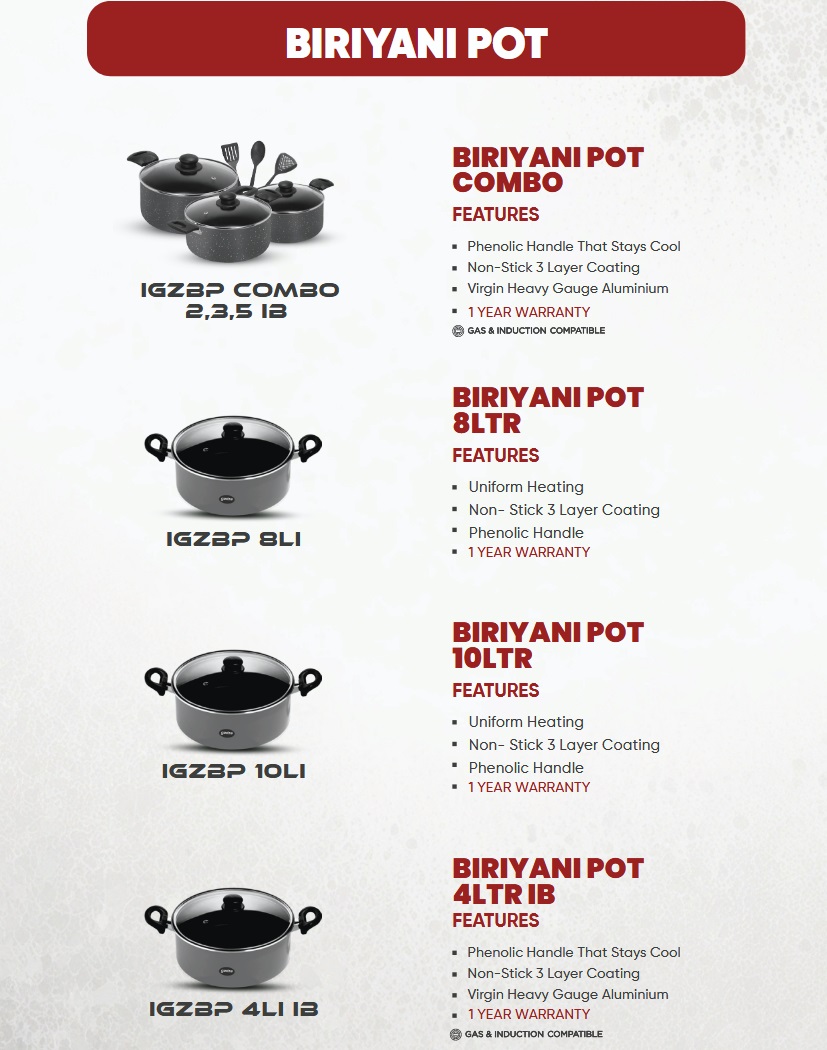 BIRIYANI POT
IGZBP COMBO
2,3,5 IB
BIRIYANI POT
COMBO
FEATURES
Phenolic Handle That Stays Cool
Non-Stick 3 Layer Coating
Virgin Heavy Gauge Aluminium
1 YEAR WARRANTY
GAS & INDUCTION COMPATIBLE
IGZBP 8LI
BIRIYANI POT
8LTR
FEATURES
Uniform Heating
Non- Stick 3 Layer Coating
Phenolic Handle
1 YEAR WARRANTY
IGZBP 10LI
BIRIYANI POT
10LTR
FEATURES
Uniform Heating
Non- Stick 3 Layer Coating
Phenolic Handle
1 YEAR WARRANTY
IGZBP 4LI IB
BIRIYANI POT
4LTR IB
FEATURES
Phenolic Handle That Stays Cool
Non-Stick 3 Layer Coating
Virgin Heavy Gauge Aluminium
1 YEAR WARRANTY
GAS & INDUCTION COMPATIBLE